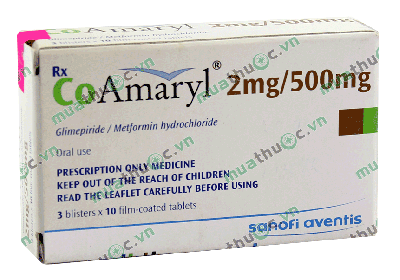 Rx
CoAmaryl® 2mg/500mg
Glimepiride / Metformin hydrochloride
Oral use
PRESCRIPTION ONLY MEDICINE
KEEP OUT OF THE REACH OF CHILDREN
READ THE LEAFLET CAREFULLY BEFORE USING
3 blisters x 10 film-coated tablets
sanofi aventis
muathuốc.vn